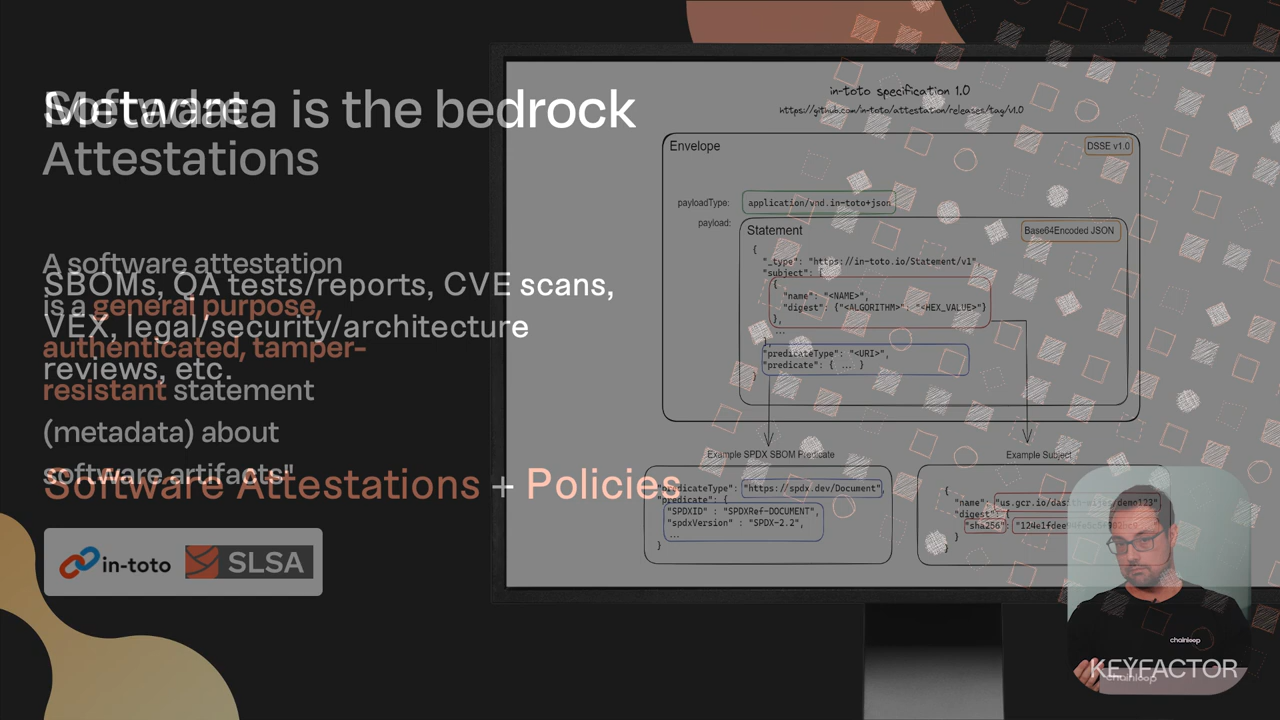 Metadata is the bedrock
Software
Attestations
A software attestation
is a general purpose,
authenticated, tamper-
resistant statement
(metadata) about
software artifacts"
SBOMs, QA tests/reports, CVE scans,
VEX, legal/security/architecture
reviews, etc.
Software Attestations + Policies
in-toto
SLSA
in-toto specification 1.0
https://github.com/in-toto/attestation/releases/tag/v1.0
Envelope
DSSE v1.0
payloadType:
application/vnd.in-toto+json
payload:
Statement
Base64Encoded JSON
{
"_type": "https://in-toto.io/Statement/v1",
"subject": [
{
"name": "<NAME>",
"digest": {"<ALGORITHM>": "<HEX_VALUE>"}
},
...
],
"predicateType": "<URI>",
"predicate": { ... }
}
Example SPDX SBOM Predicate
"predicateType": "https://spdx.dev/Document",
"predicate": {
"SPDXID" : "SPDXRef-DOCUMENT",
"spdxVersion" : "SPDX-2.2",
...
}
Example Subject
{
"name":
"digest": {
"sha256":
}
}
chainloop
KEYFACTOR
chainloop